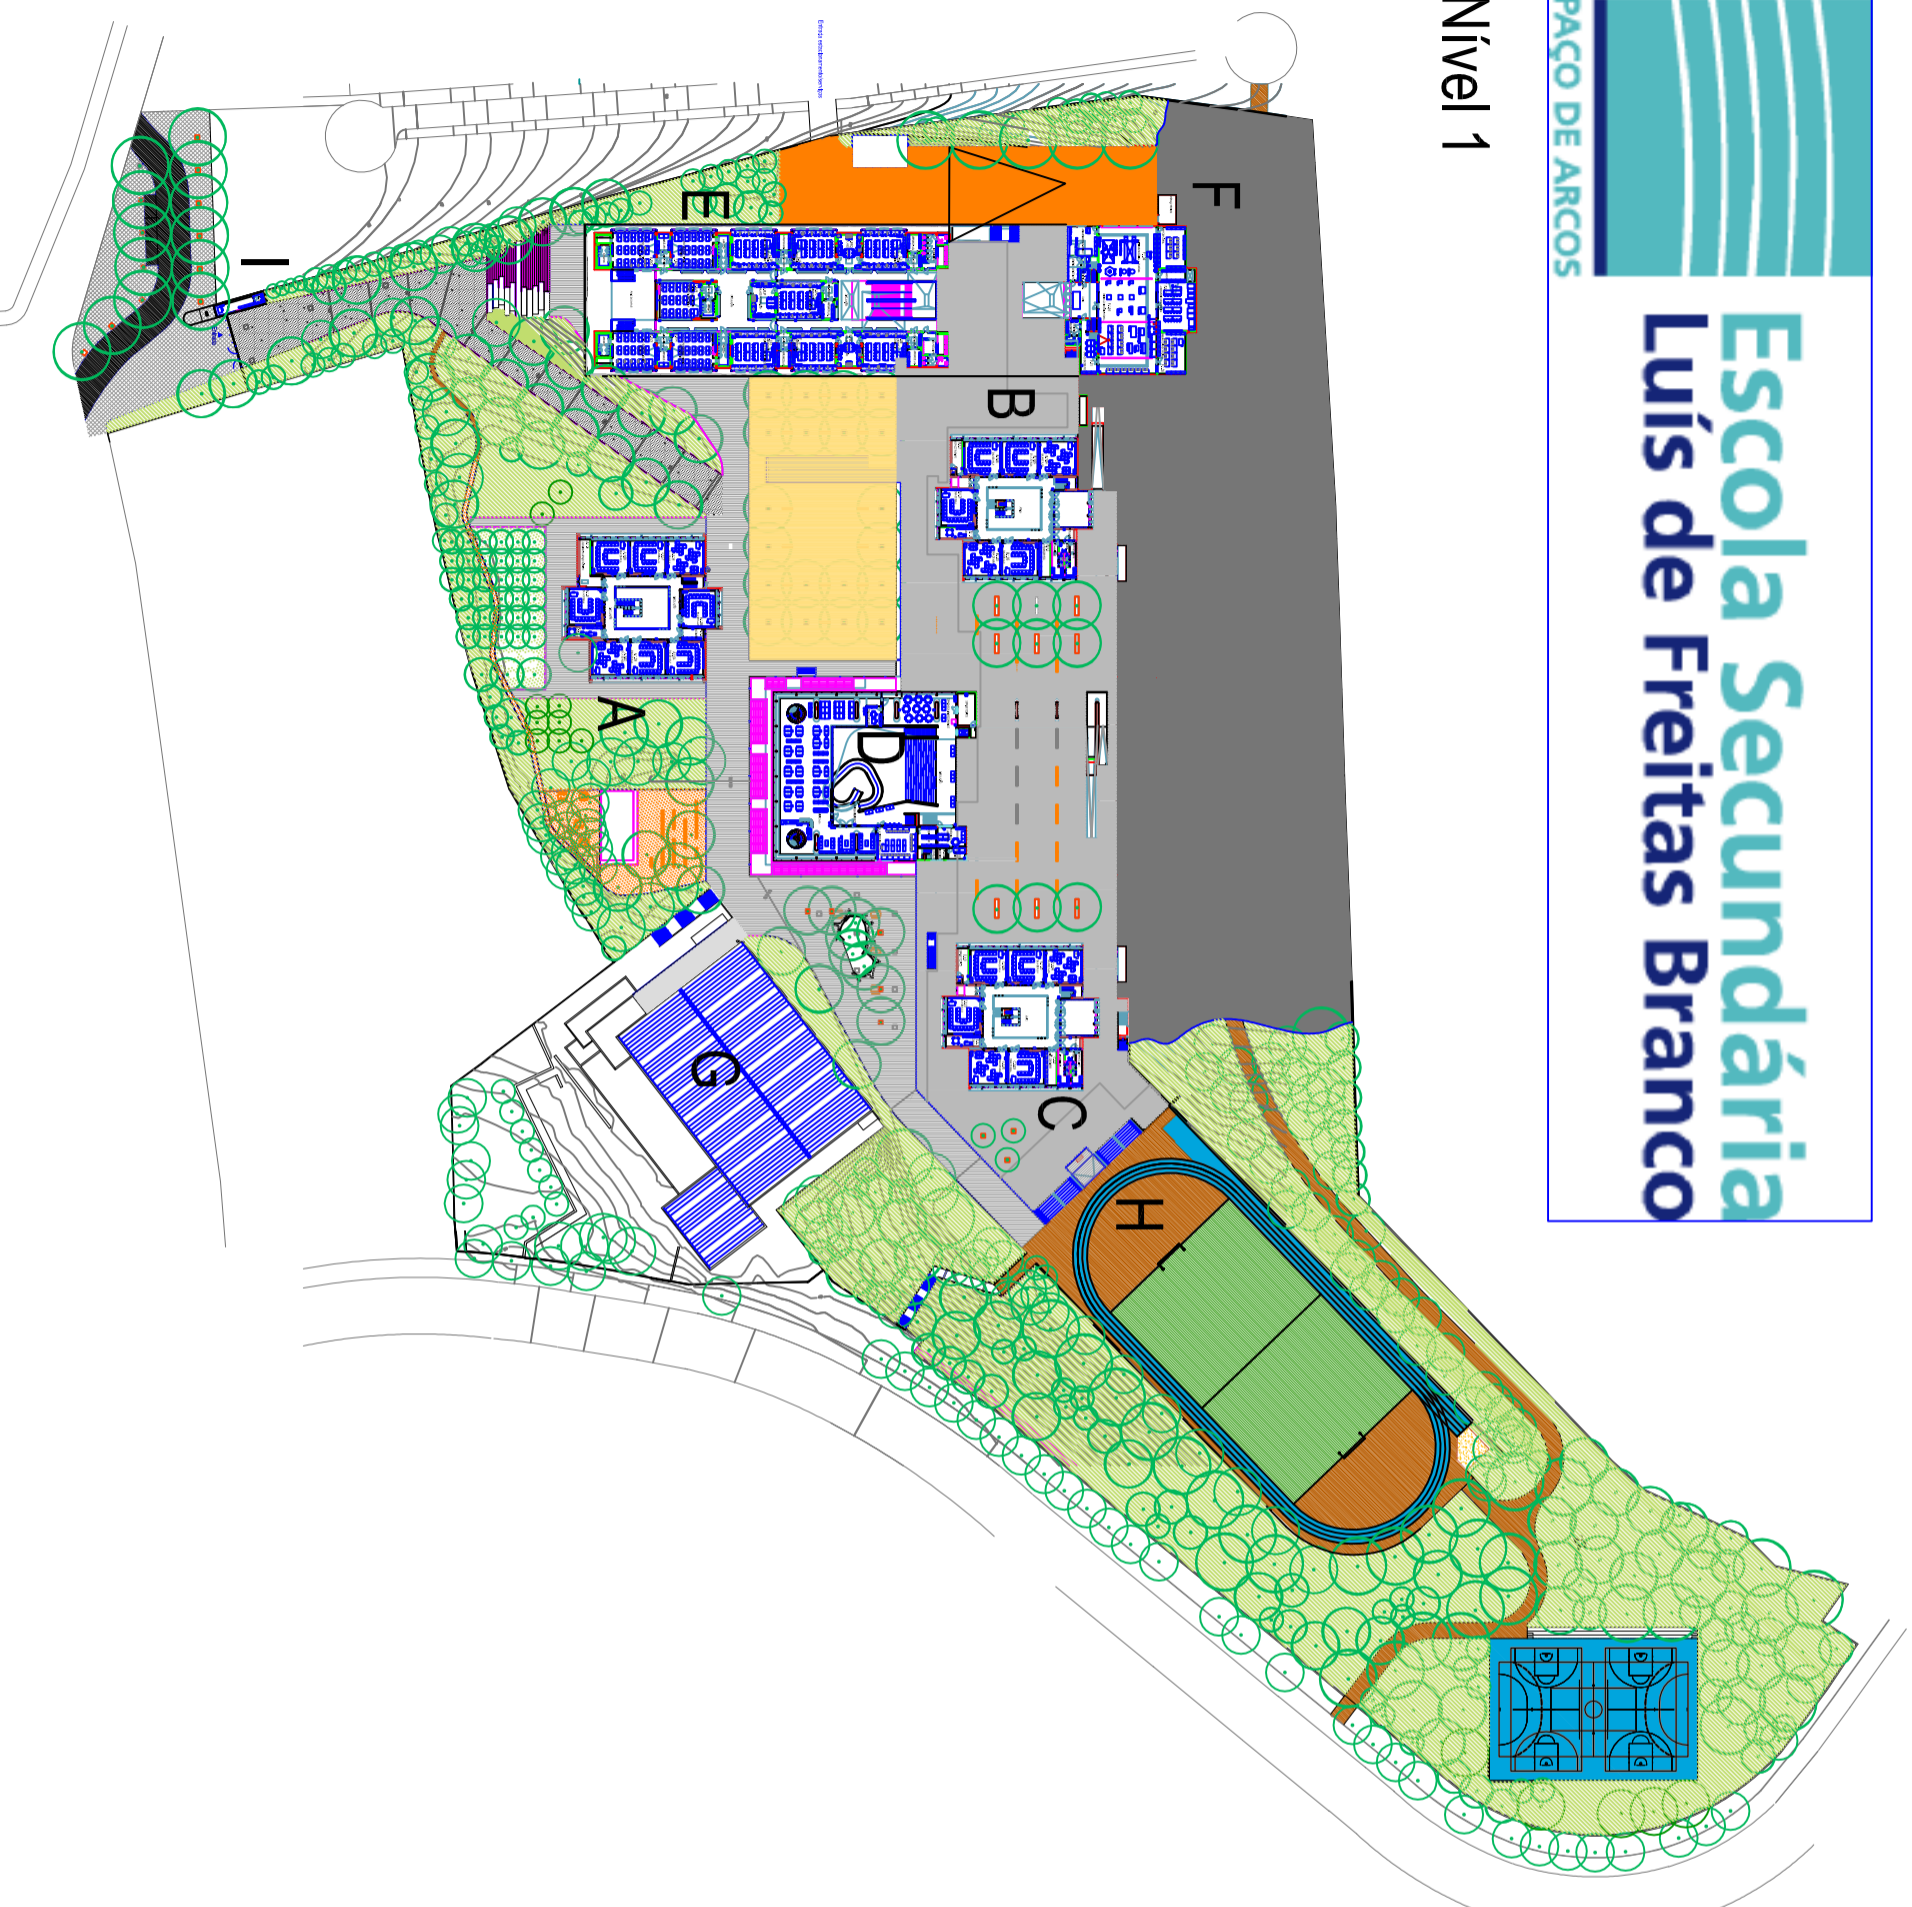 Escola Secundária
Luís de Freitas Branco
PAÇO DE ARCOS
Nível 1
F
E
I
B
A
D
G
C
H